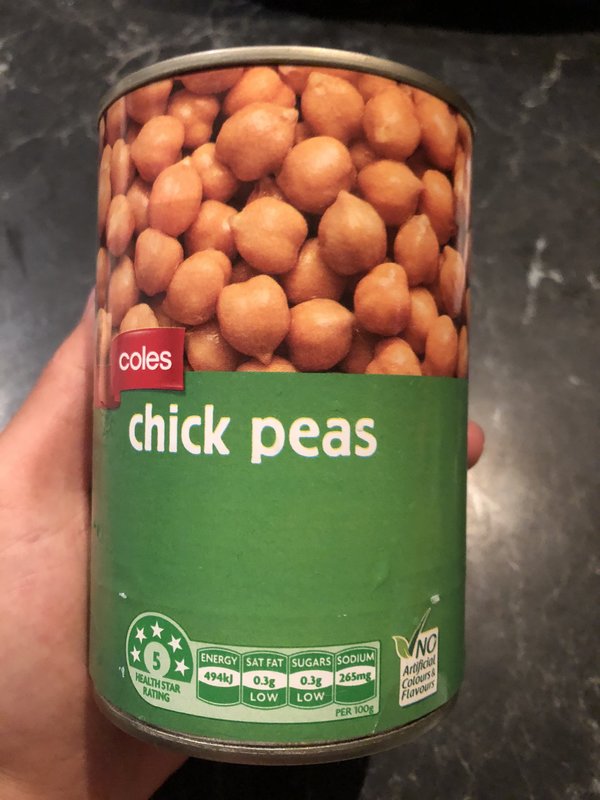 coles
chick peas
5
HEALTH STAR
RATING
ENERGY SAT FAT SUGARS SODIUM
494kJ 0.3g 0.3g 265mg
LOW LOW
PER 100g
NO
Artificial
Colours &
Flavours